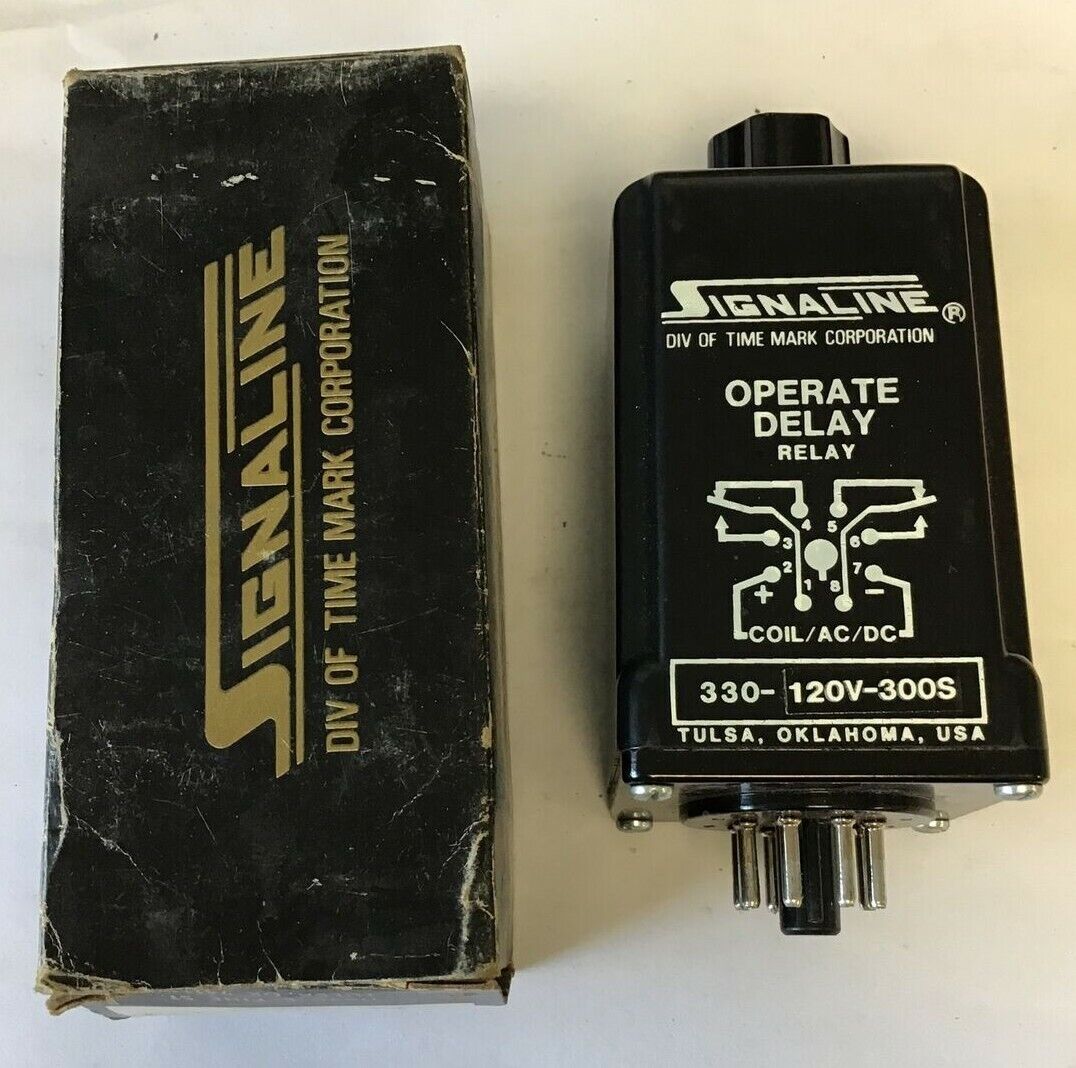 SIGNALINE
DIV OF TIME MARK CORPORATION
SIGNALINE ®
DIV OF TIME MARK CORPORATION
OPERATE
DELAY
RELAY
4 5
3 6
2 7
+ 1 8 −
COIL/AC/DC
330- 120V-300S
TULSA, OKLAHOMA, USA